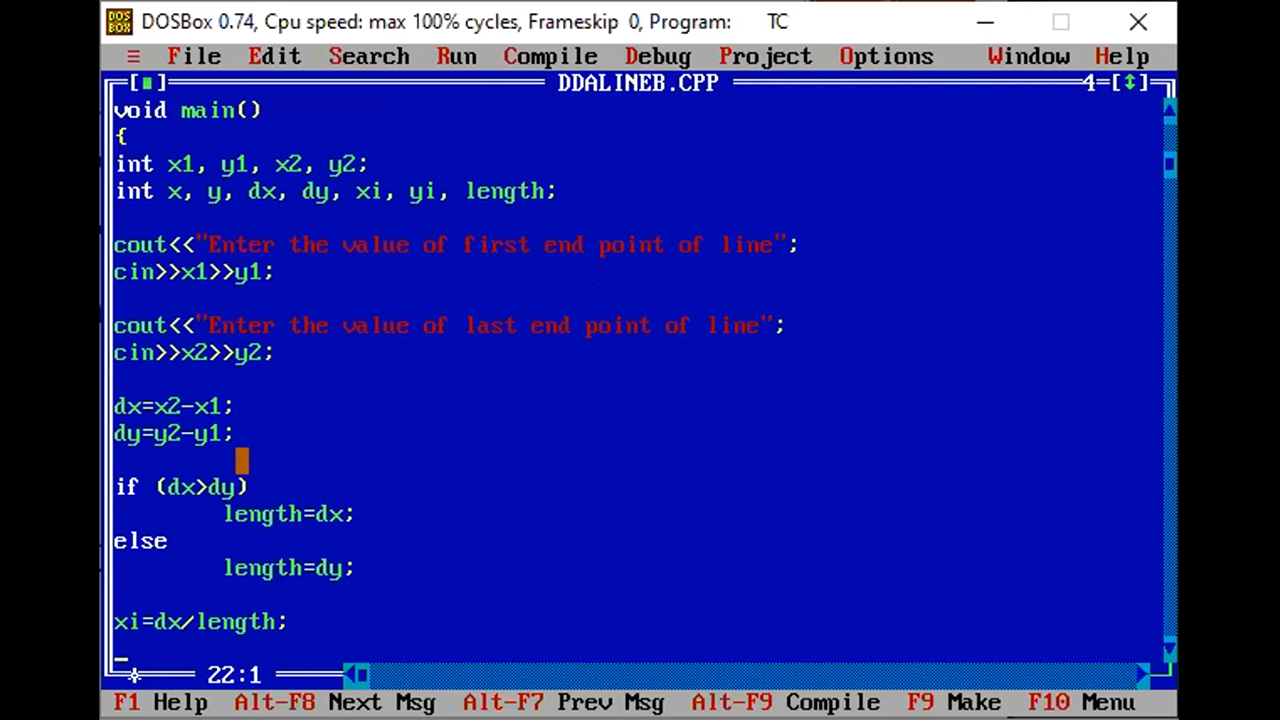 DOSBox 0.74, Cpu speed: max 100% cycles, Frameskip 0, Program: TC
≡ File Edit Search Run Compile Debug Project Options Window Help
DDALINEB.CPP 4
void main()
{
int x1, y1, x2, y2;
int x, y, dx, dy, xi, yi, length;
cout<<"Enter the value of first end point of line";
cin>>x1>>y1;
cout<<"Enter the value of last end point of line";
cin>>x2>>y2;
dx=x2-x1;
dy=y2-y1;
if (dx>dy)
length=dx;
else
length=dy;
xi=dx/length;
22:1
F1 Help Alt-F8 Next Msg Alt-F7 Prev Msg Alt-F9 Compile F9 Make F10 Menu